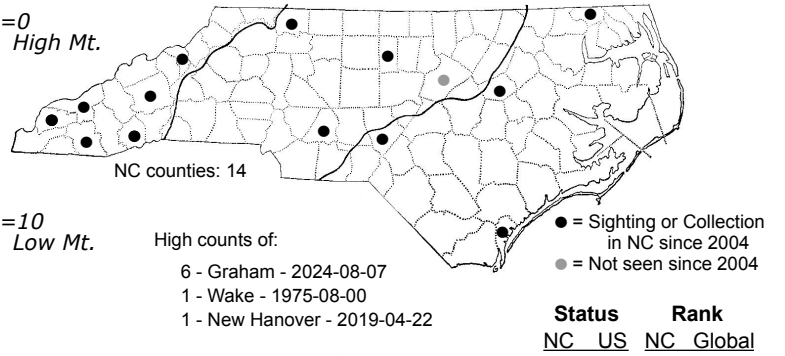 =0
High Mt.
NC counties: 14
=10
Low Mt.
High counts of:
6 - Graham - 2024-08-07
1 - Wake - 1975-08-00
1 - New Hanover - 2019-04-22
● = Sighting or Collection
in NC since 2004
● = Not seen since 2004
Status Rank
NC US NC Global